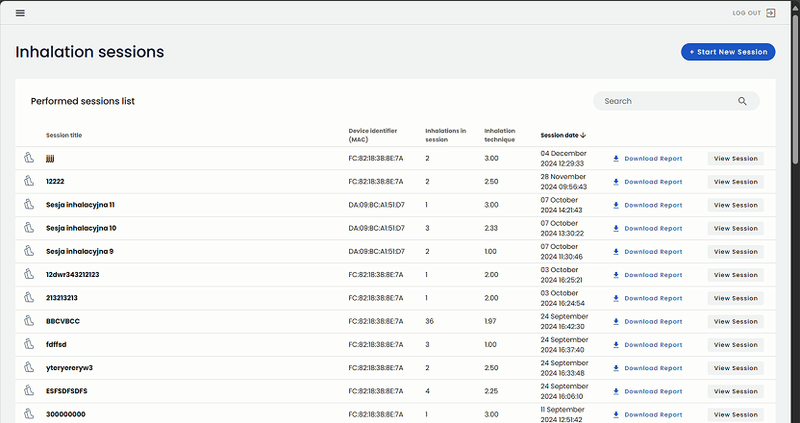 LOG OUT
Inhalation sessions
+ Start New Session
Performed sessions list
Search
Session title Device identifier (MAC) Inhalations in session Inhalation technique Session date
jjjj FC:82:18:38:8E:7A 2 3.00 04 December 2024 12:29:33 Download Report View Session
12222 FC:82:18:38:8E:7A 2 2.50 28 November 2024 09:56:43 Download Report View Session
Sesja inhalacyjna 11 DA:09:BC:A1:51:D7 1 3.00 07 October 2024 14:21:43 Download Report View Session
Sesja inhalacyjna 10 DA:09:BC:A1:51:D7 3 2.33 07 October 2024 13:30:22 Download Report View Session
Sesja inhalacyjna 9 DA:09:BC:A1:51:D7 2 1.00 07 October 2024 11:30:46 Download Report View Session
12dwr343212123 FC:82:18:38:8E:7A 1 2.00 03 October 2024 16:25:21 Download Report View Session
213213213 FC:82:18:38:8E:7A 1 2.00 03 October 2024 16:24:54 Download Report View Session
BBCVBCC FC:82:18:38:8E:7A 36 1.97 24 September 2024 16:42:30 Download Report View Session
fdffsd FC:82:18:38:8E:7A 3 1.00 24 September 2024 16:37:40 Download Report View Session
yteryereryw3 FC:82:18:38:8E:7A 2 2.50 24 September 2024 16:33:48 Download Report View Session
ESFSDFSDFS FC:82:18:38:8E:7A 4 2.25 24 September 2024 16:06:10 Download Report View Session
300000000 FC:82:18:38:8E:7A 1 3.00 11 September 2024 12:51:42 Download Report View Session